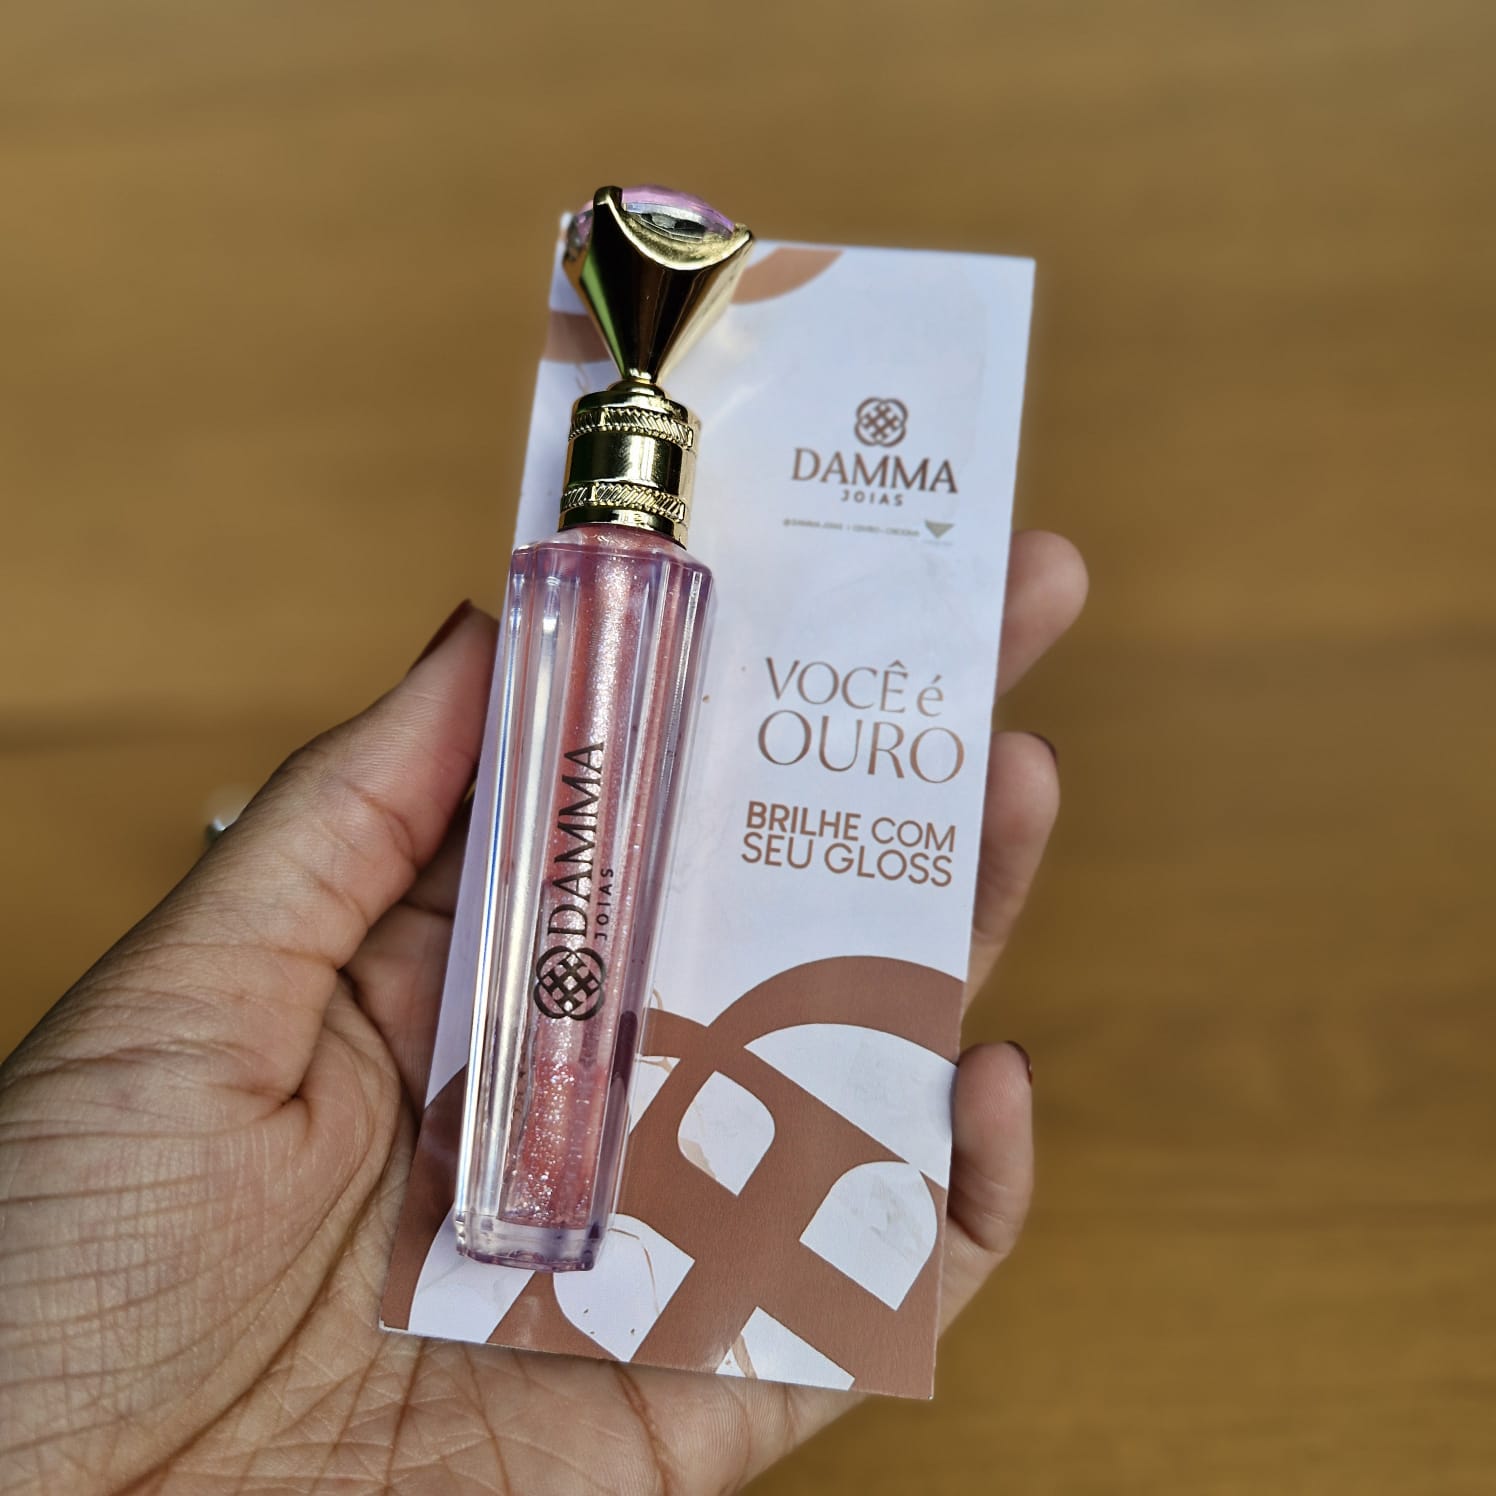 DAMMA
JOIAS
VOCÊ é
OURO
BRILHE COM
SEU GLOSS
DAMMA
JOIAS